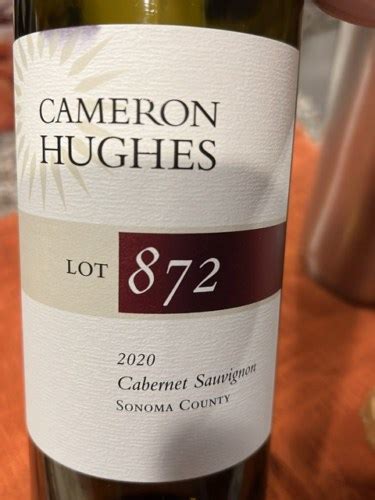 CAMERON
HUGHES
LOT 872
2020
Cabernet Sauvignon
SONOMA COUNTY